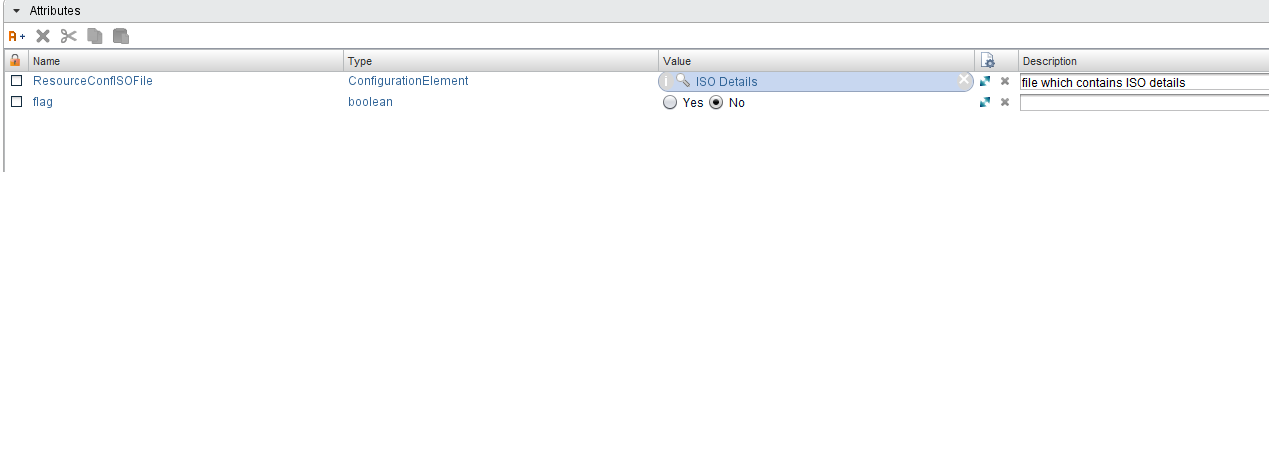 Attributes
A +
Name Type Value Description
ResourceConfISOFile ConfigurationElement i ISO Details file which contains ISO details
flag boolean Yes No